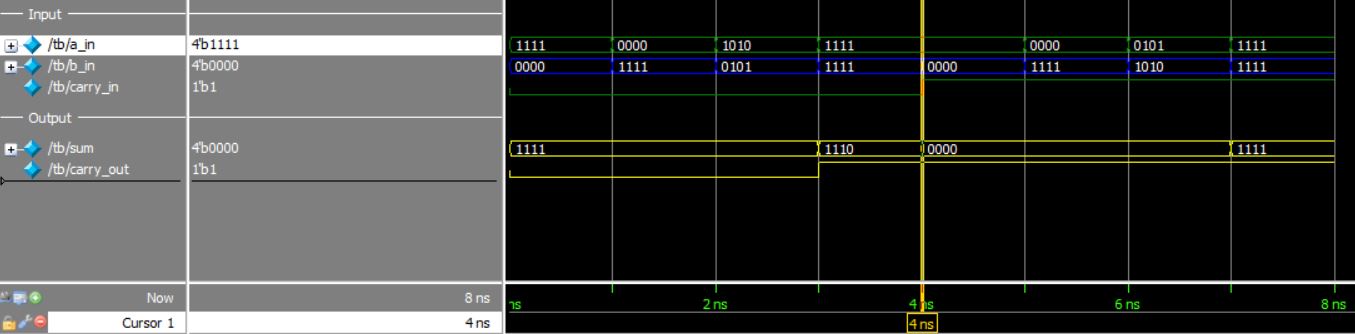 Input
/tb/a_in 4'b1111 1111 0000 1010 1111 0000 0101 1111
/tb/b_in 4'b0000 0000 1111 0101 1111 0000 1111 1010 1111
/tb/carry_in 1'b1
Output
/tb/sum 4'b0000 1111 1110 0000 1111
/tb/carry_out 1'b1
Now 8 ns ns 2 ns 4 ns 6 ns 8 ns
Cursor 1 4 ns 4 ns